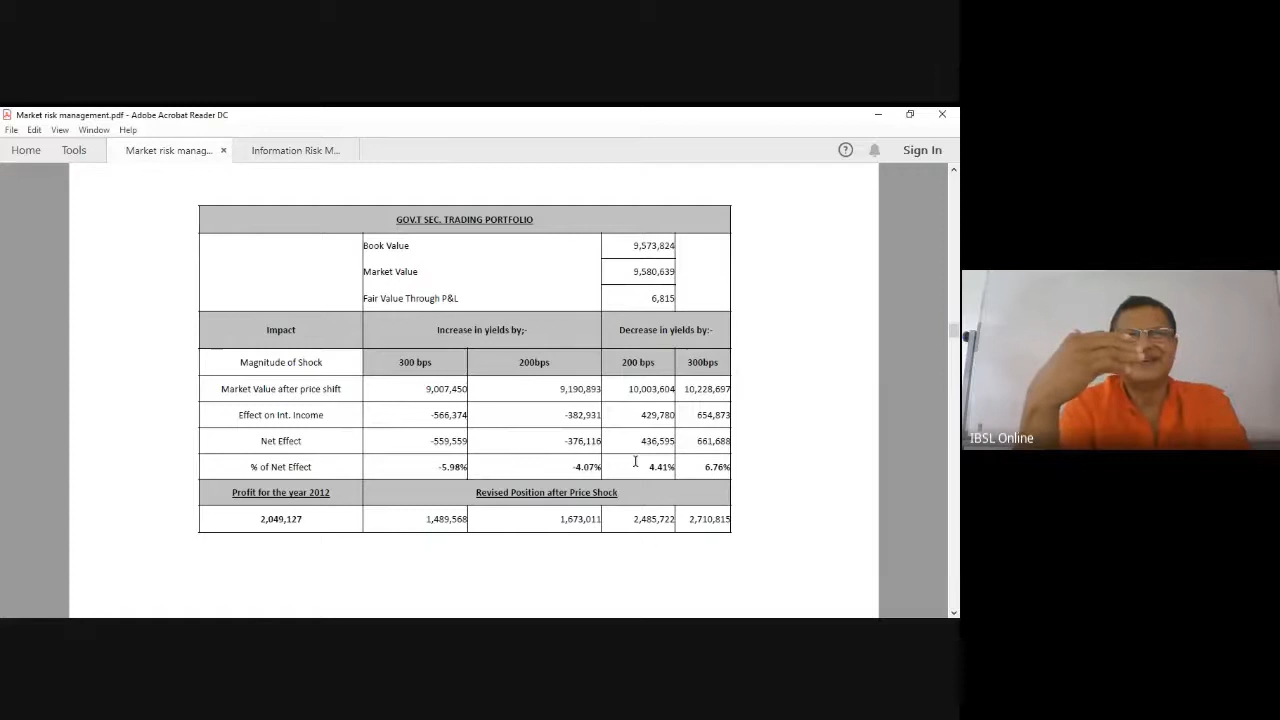 Market risk management.pdf - Adobe Acrobat Reader DC
File Edit View Window Help
Home Tools Market risk manag... × Information Risk M... ? Sign In
GOV.T SEC. TRADING PORTFOLIO
Book Value 9,573,824
Market Value 9,580,639
Fair Value Through P&L 6,815
Impact Increase in yields by;- Decrease in yields by:-
Magnitude of Shock 300 bps 200bps 200 bps 300bps
Market Value after price shift 9,007,450 9,190,893 10,003,604 10,228,697
Effect on Int. Income -566,374 -382,931 429,780 654,873
Net Effect -559,559 -376,116 436,595 661,688
% of Net Effect -5.98% -4.07% 4.41% 6.76%
Profit for the year 2012 Revised Position after Price Shock
2,049,127 1,489,568 1,673,011 2,485,722 2,710,815
IBSL Online